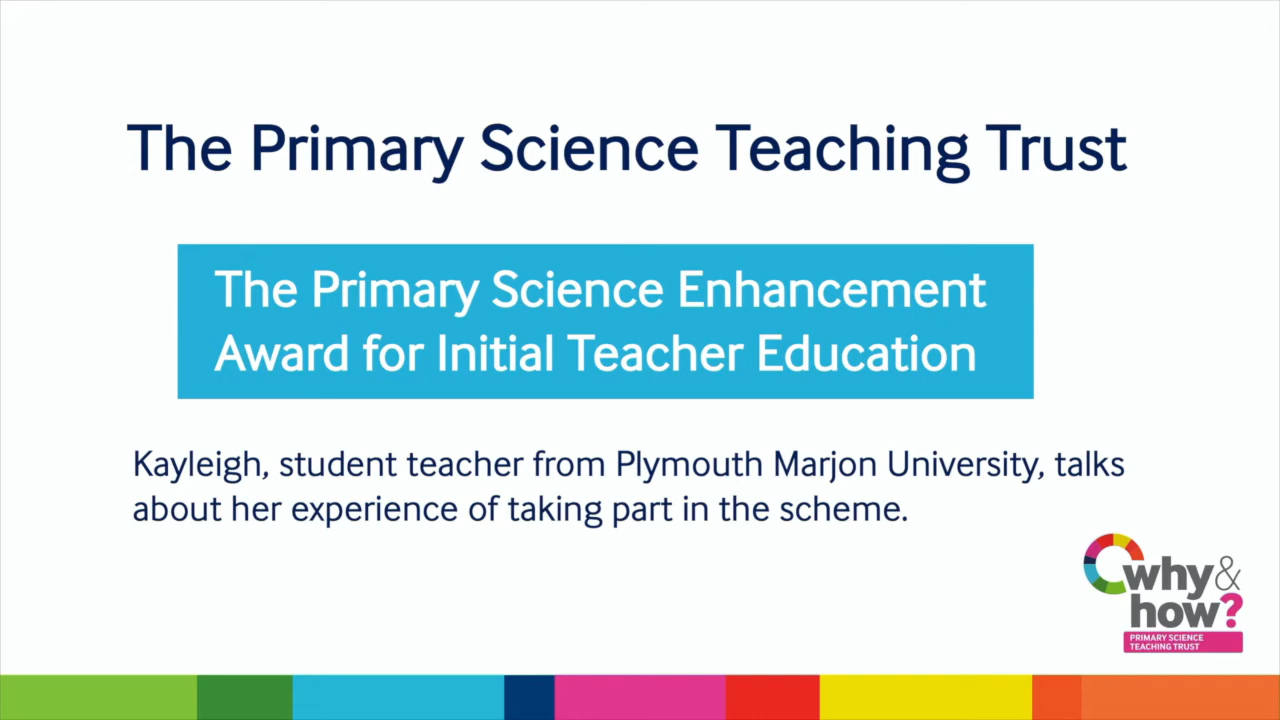 The Primary Science Teaching Trust
The Primary Science Enhancement
Award for Initial Teacher Education
Kayleigh, student teacher from Plymouth Marjon University, talks
about her experience of taking part in the scheme.
why &
how?
PRIMARY SCIENCE
TEACHING TRUST